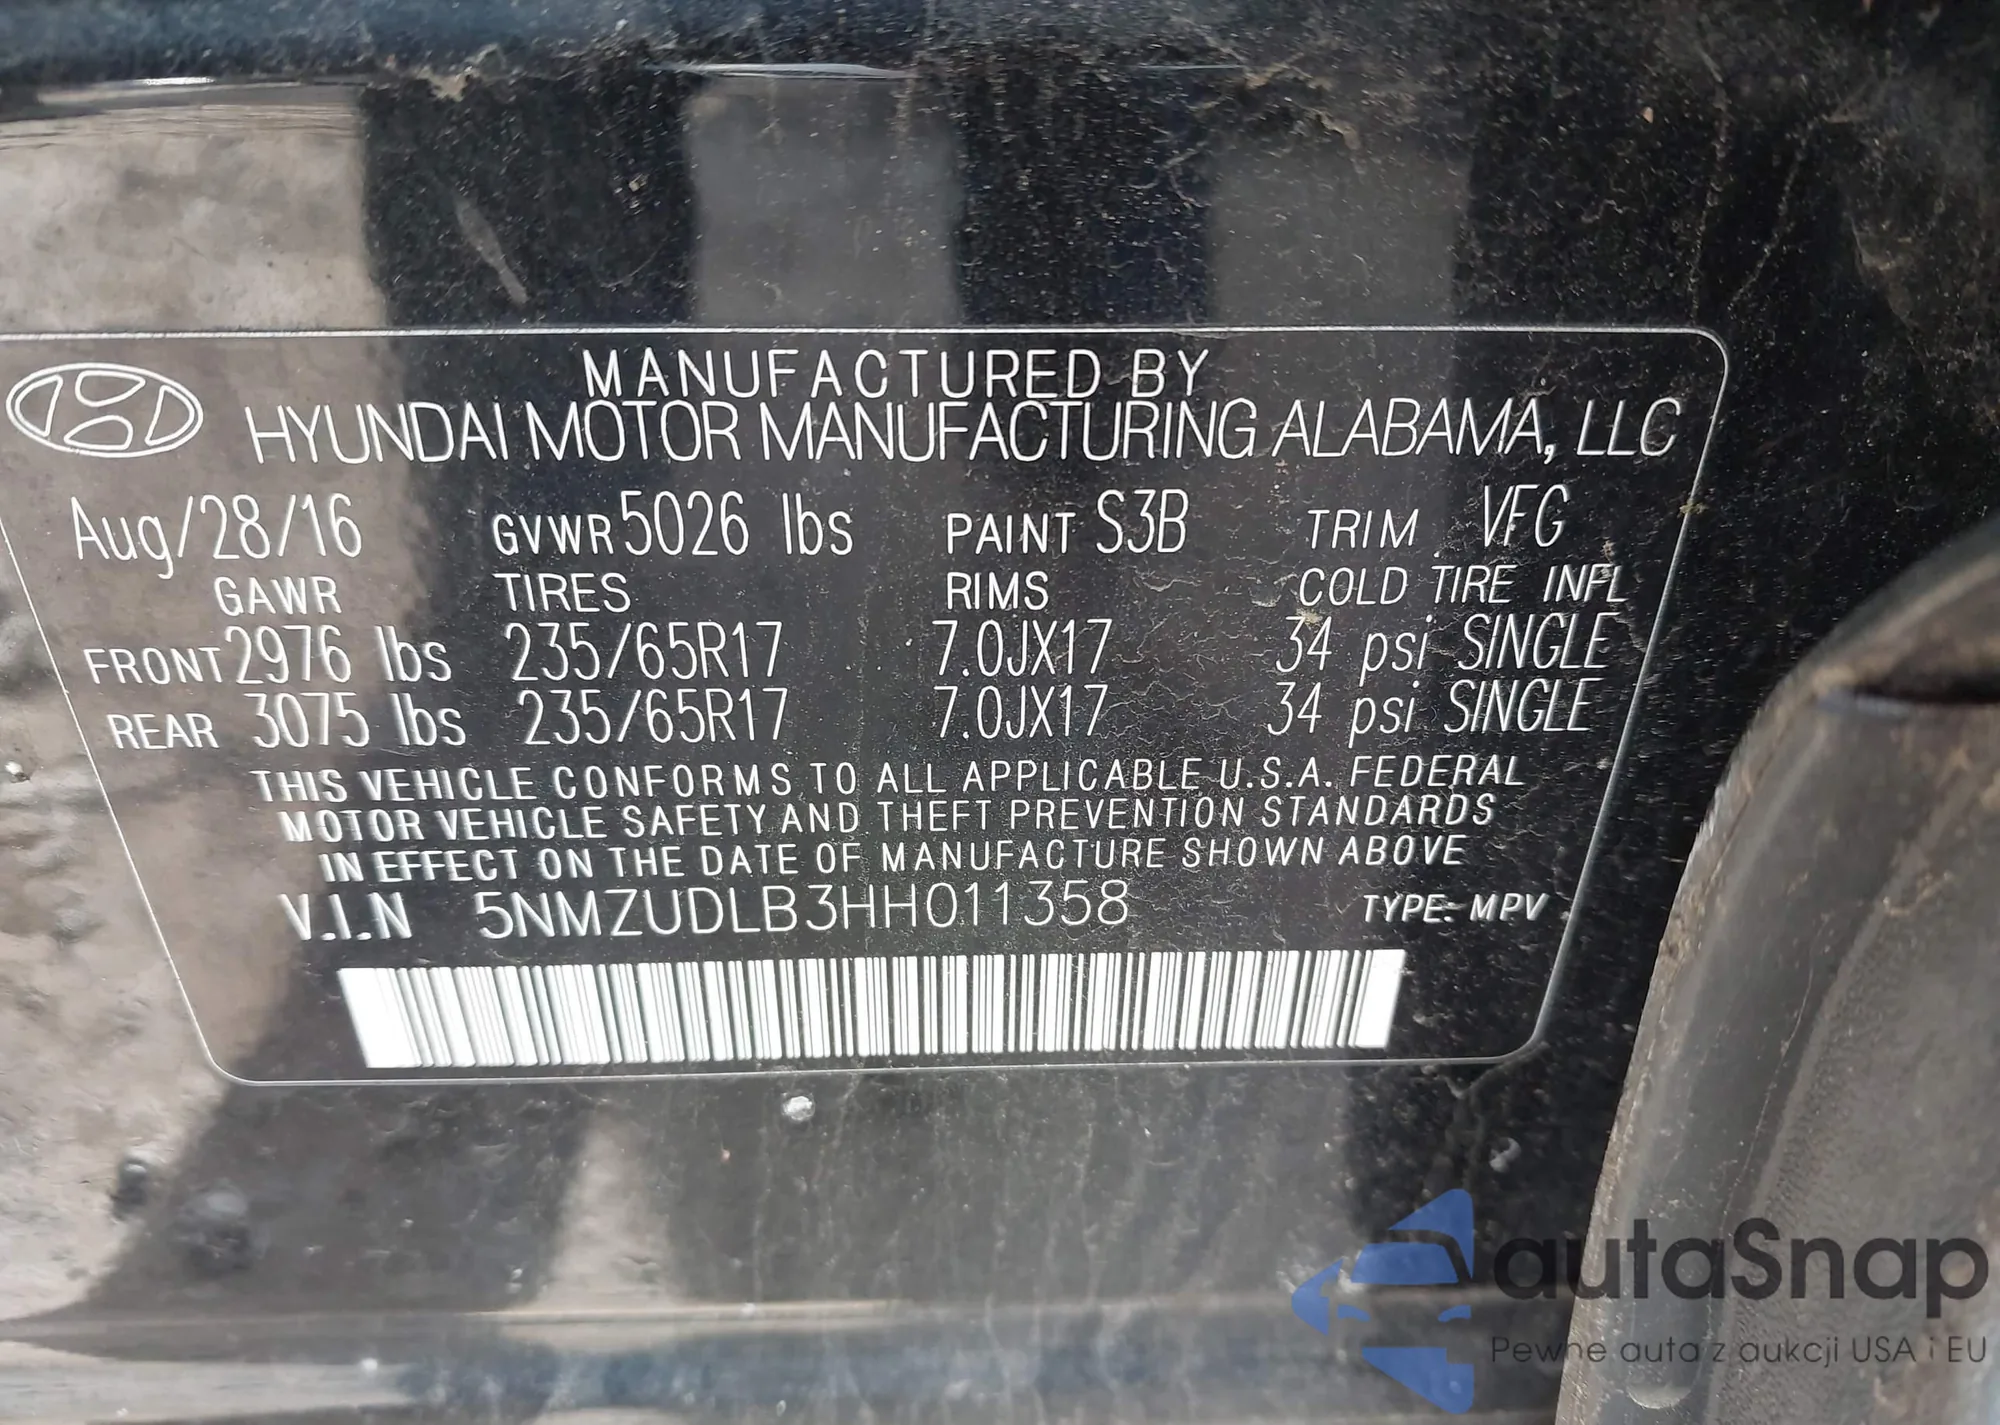 MANUFACTURED BY
HYUNDAI MOTOR MANUFACTURING ALABAMA, LLC
Aug/28/16 GVWR 5026 lbs PAINT S3B TRIM VFG
GAWR TIRES RIMS COLD TIRE INFL
FRONT 2976 lbs 235/65R17 7.0JX17 34 psi SINGLE
REAR 3075 lbs 235/65R17 7.0JX17 34 psi SINGLE
THIS VEHICLE CONFORMS TO ALL APPLICABLE U.S.A. FEDERAL
MOTOR VEHICLE SAFETY AND THEFT PREVENTION STANDARDS
IN EFFECT ON THE DATE OF MANUFACTURE SHOWN ABOVE
V.I.N 5NMZUDLB3HH011358 TYPE: MPV
autaSnap
Pewne auta z aukcji USA i EU